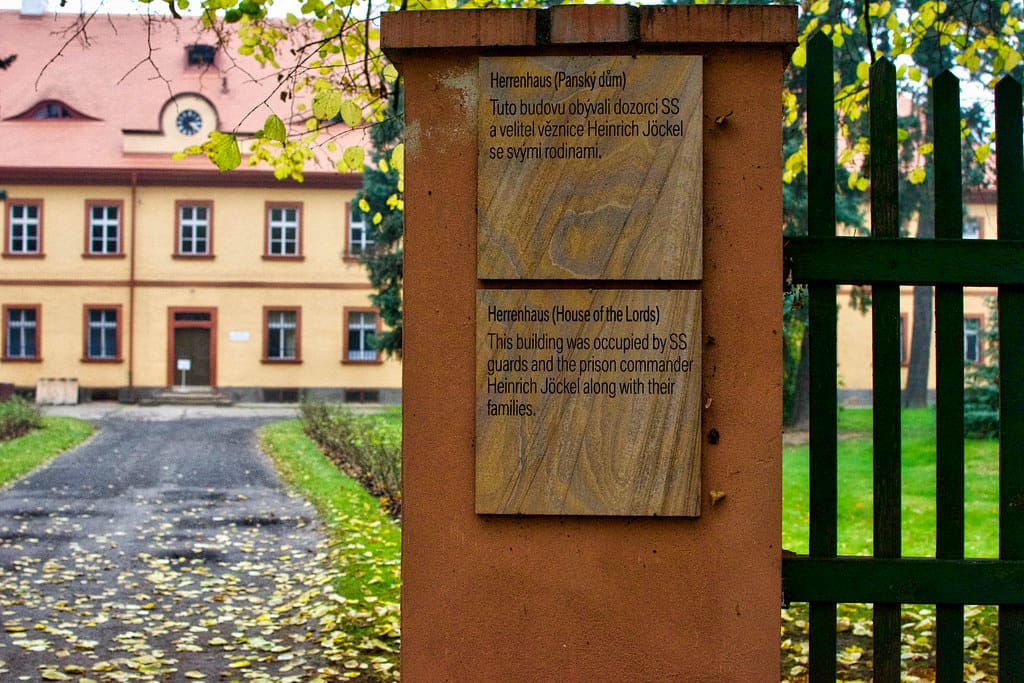 Herrenhaus (Panský dům)
Tuto budovu obývali dozorci SS
a velitel věznice Heinrich Jöckel
se svými rodinami.
Herrenhaus (House of the Lords)
This building was occupied by SS
guards and the prison commander
Heinrich Jöckel along with their
families.